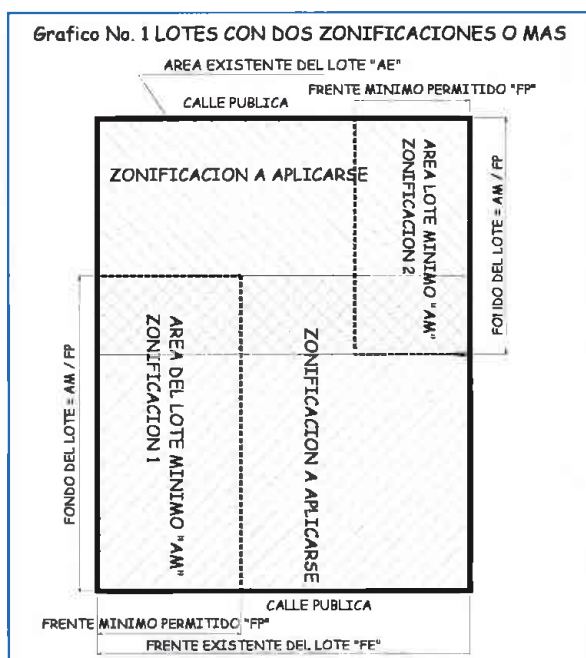 Grafico No. 1 LOTES CON DOS ZONIFICACIONES O MAS
AREA EXISTENTE DEL LOTE "AE"
FRENTE MINIMO PERMITIDO "FP"
CALLE PUBLICA
ZONIFICACION A APLICARSE
AREA LOTE MINIMO "AM"
ZONIFICACION 2
FONDO DEL LOTE = AM / FP
FONDO DEL LOTE = AM / FP
AREA DEL LOTE MINIMO "AM"
ZONIFICACION 1
ZONIFICACION A APLICARSE
CALLE PUBLICA
FRENTE MINIMO PERMITIDO "FP"
FRENTE EXISTENTE DEL LOTE "FE"